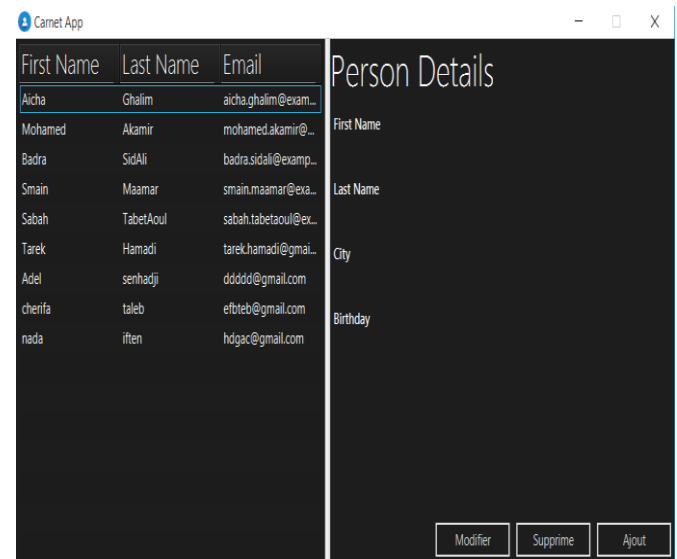 Carnet App
First Name Last Name Email
Aicha Ghalim aicha.ghalim@exam...
Mohamed Akamir mohamed.akamir@...
Badra SidAli badra.sidali@examp...
Smain Maamar smain.maamar@exa...
Sabah TabetAoul sabah.tabetaoul@ex...
Tarek Hamadi tarek.hamadi@gmai...
Adel senhadji ddddd@gmail.com
cherifa taleb efbteb@gmail.com
nada iften hdgac@gmail.com
Person Details
First Name
Last Name
City
Birthday
Modifier Supprime Ajout